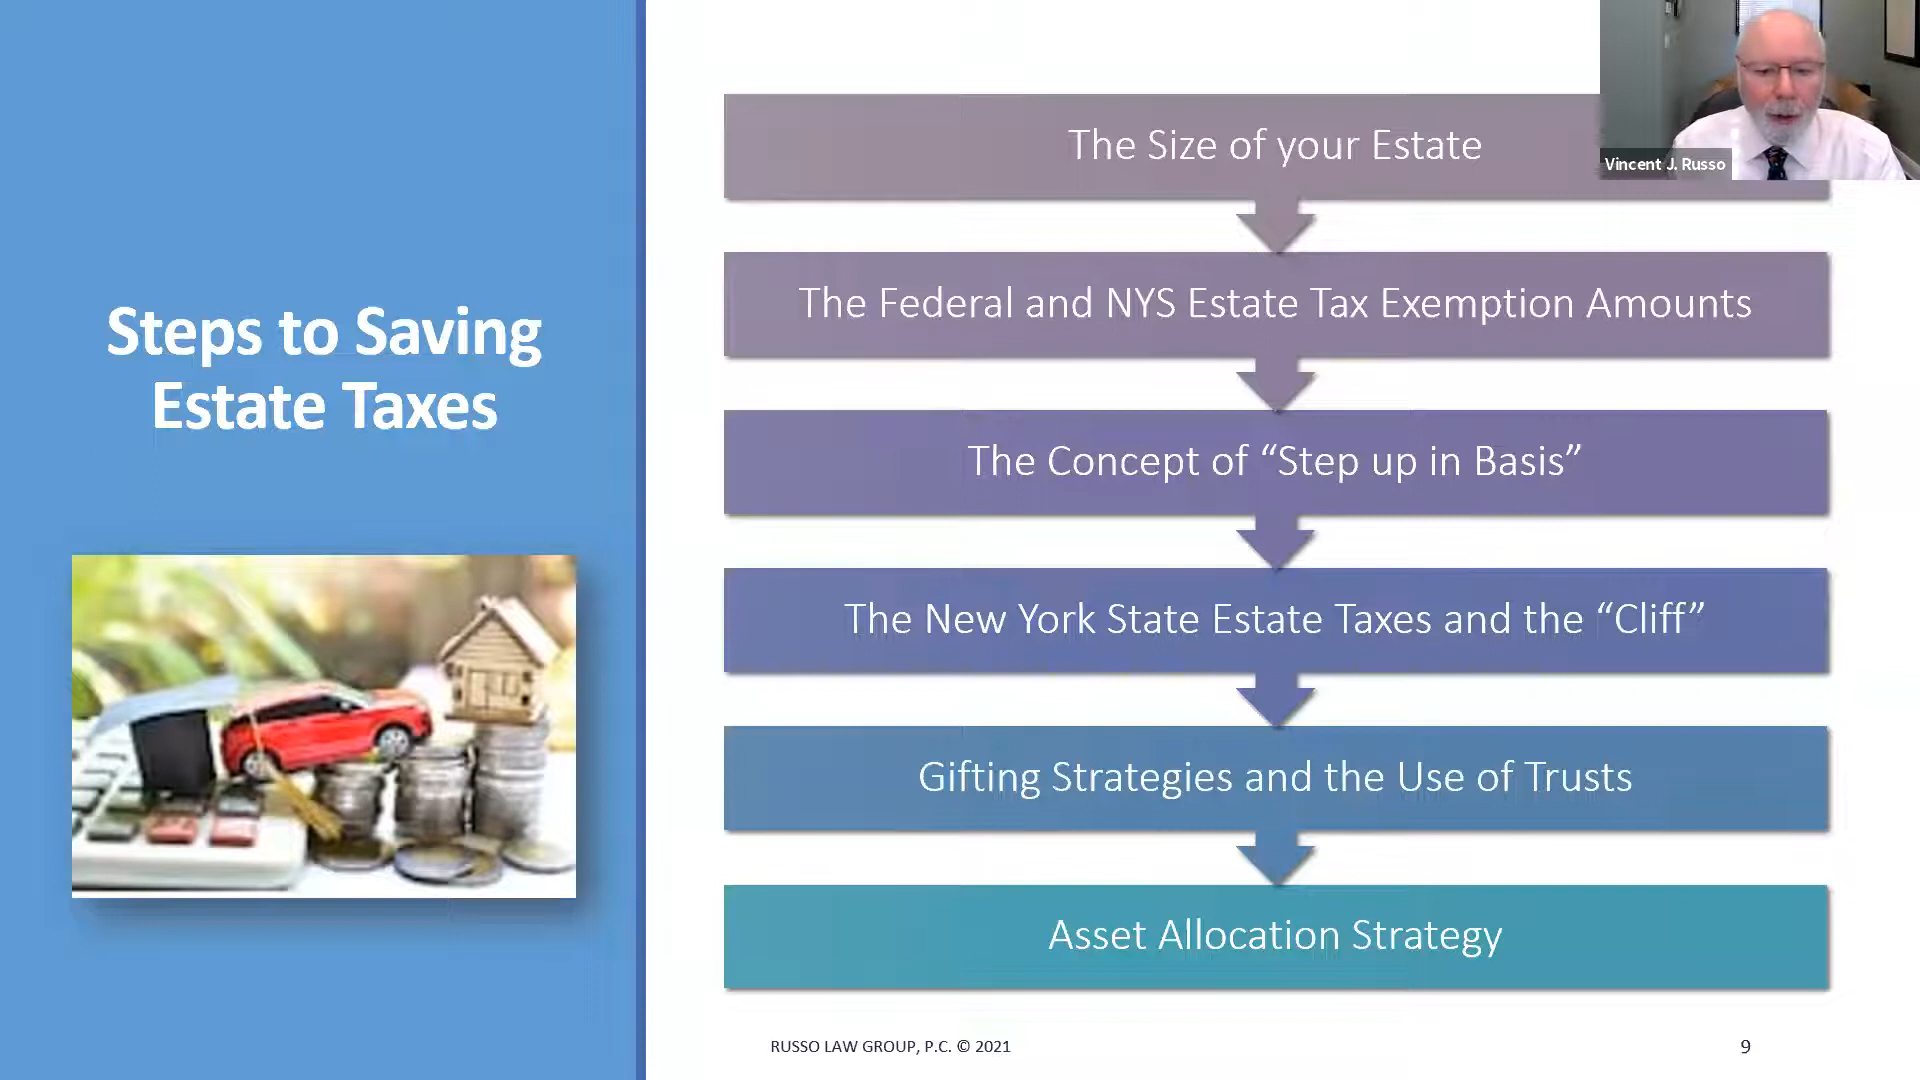 Steps to Saving
Estate Taxes
The Size of your Estate
Vincent J. Russo
The Federal and NYS Estate Tax Exemption Amounts
The Concept of “Step up in Basis”
The New York State Estate Taxes and the “Cliff”
Gifting Strategies and the Use of Trusts
Asset Allocation Strategy
RUSSO LAW GROUP, P.C. © 2021
9